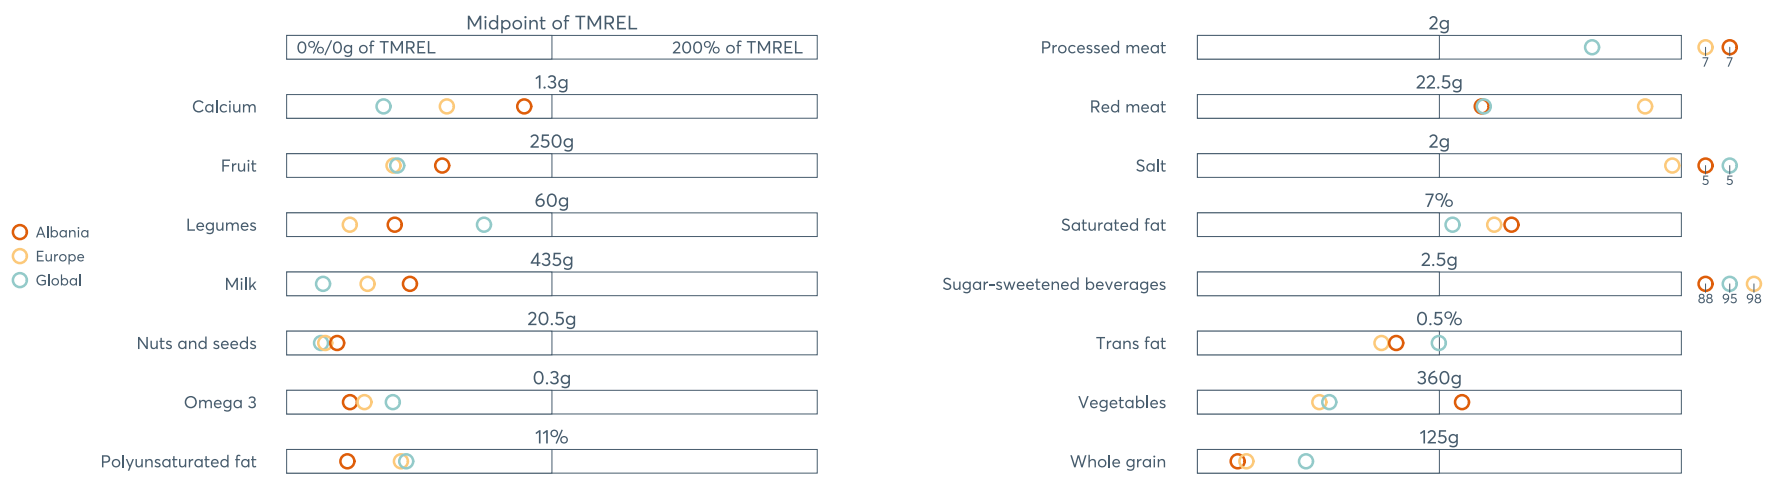 Midpoint of TMREL
0%/0g of TMREL 200% of TMREL
1.3g
Calcium
250g
Fruit
60g
Legumes
435g
Milk
20.5g
Nuts and seeds
0.3g
Omega 3
11%
Polyunsaturated fat
Albania
Europe
Global
2g
Processed meat
7 7
22.5g
Red meat
2g
Salt
5 5
7%
Saturated fat
2.5g
Sugar-sweetened beverages
88 95 98
0.5%
Trans fat
360g
Vegetables
125g
Whole grain